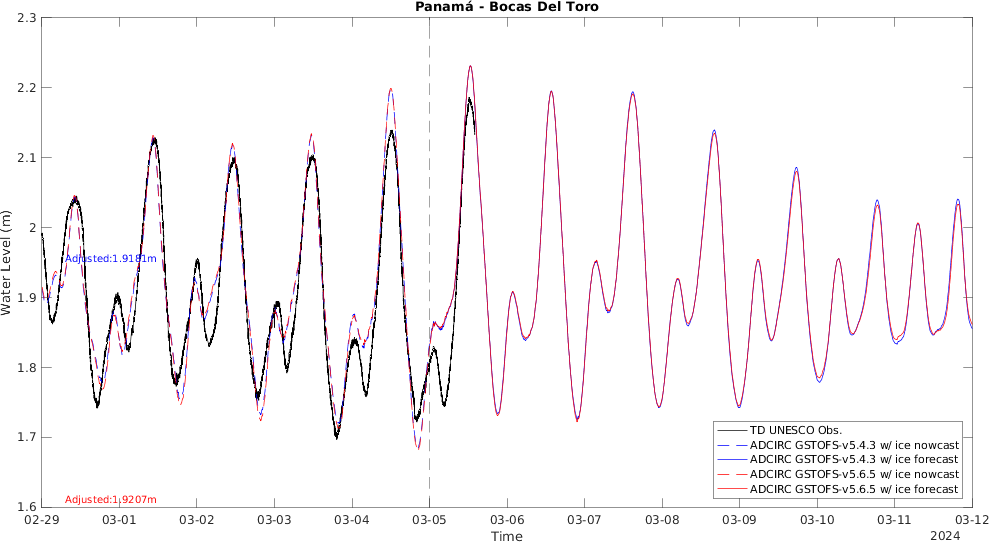 Panamá - Bocas Del Toro
2.3
2.2
2.1
2
1.9
1.8
1.7
1.6
Water Level (m)
Adjusted:1.9181m
Adjusted:1.9207m
TD UNESCO Obs.
ADCIRC GSTOFS-v5.4.3 w/ ice nowcast
ADCIRC GSTOFS-v5.4.3 w/ ice forecast
ADCIRC GSTOFS-v5.6.5 w/ ice nowcast
ADCIRC GSTOFS-v5.6.5 w/ ice forecast
02-29 03-01 03-02 03-03 03-04 03-05 03-06 03-07 03-08 03-09 03-10 03-11 03-12
Time
2024